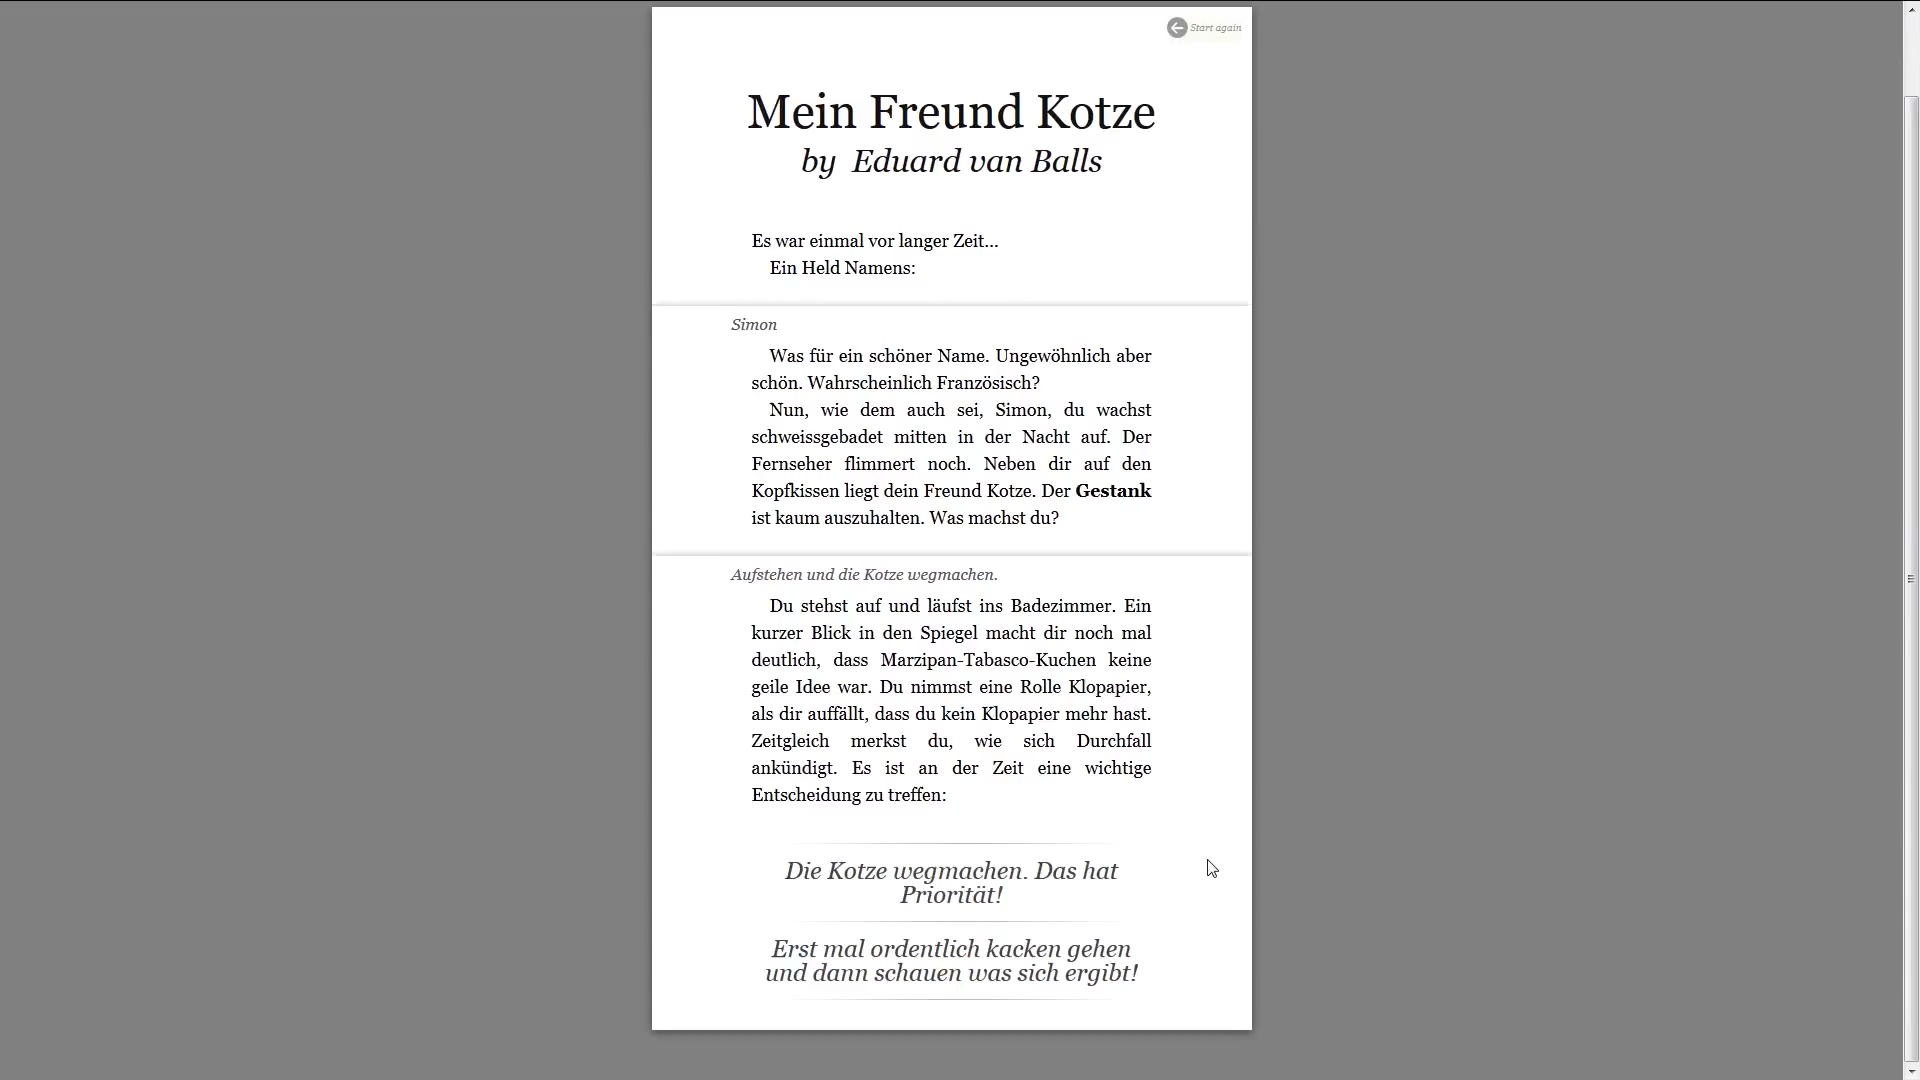 Start again
Mein Freund Kotze
by Eduard van Balls
Es war einmal vor langer Zeit...
Ein Held Namens:
Simon
Was für ein schöner Name. Ungewöhnlich aber
schön. Wahrscheinlich Französisch?
Nun, wie dem auch sei, Simon, du wachst
schweissgebadet mitten in der Nacht auf. Der
Fernseher flimmert noch. Neben dir auf den
Kopfkissen liegt dein Freund Kotze. Der Gestank
ist kaum auszuhalten. Was machst du?
Aufstehen und die Kotze wegmachen.
Du stehst auf und läufst ins Badezimmer. Ein
kurzer Blick in den Spiegel macht dir noch mal
deutlich, dass Marzipan-Tabasco-Kuchen keine
geile Idee war. Du nimmst eine Rolle Klopapier,
als dir auffällt, dass du kein Klopapier mehr hast.
Zeitgleich merkst du, wie sich Durchfall
ankündigt. Es ist an der Zeit eine wichtige
Entscheidung zu treffen:
Die Kotze wegmachen. Das hat
Priorität!
Erst mal ordentlich kacken gehen
und dann schauen was sich ergibt!